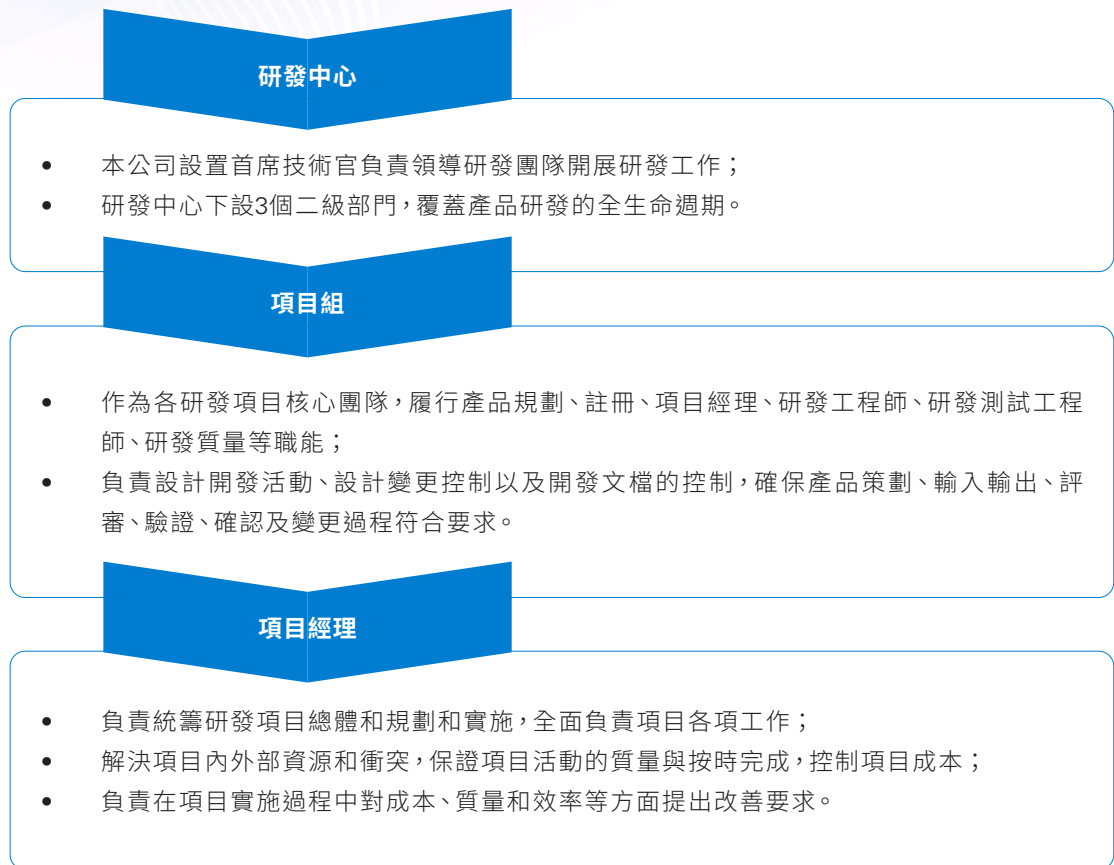 研發中心
• 本公司設置首席技術官負責領導研發團隊開展研發工作；
• 研發中心下設3個二級部門，覆蓋產品研發的全生命週期。
項目組
• 作為各研發項目核心團隊，履行產品規劃、註冊、項目經理、研發工程師、研發測試工程
師、研發質量等職能；
• 負責設計開發活動、設計變更控制以及開發文檔的控制，確保產品策劃、輸入輸出、評
審、驗證、確認及變更過程符合要求。
項目經理
• 負責統籌研發項目總體和規劃和實施，全面負責項目各項工作；
• 解決項目內外部資源和衝突，保證項目活動的質量與按時完成，控制項目成本；
• 負責在項目實施過程中對成本、質量和效率等方面提出改善要求。